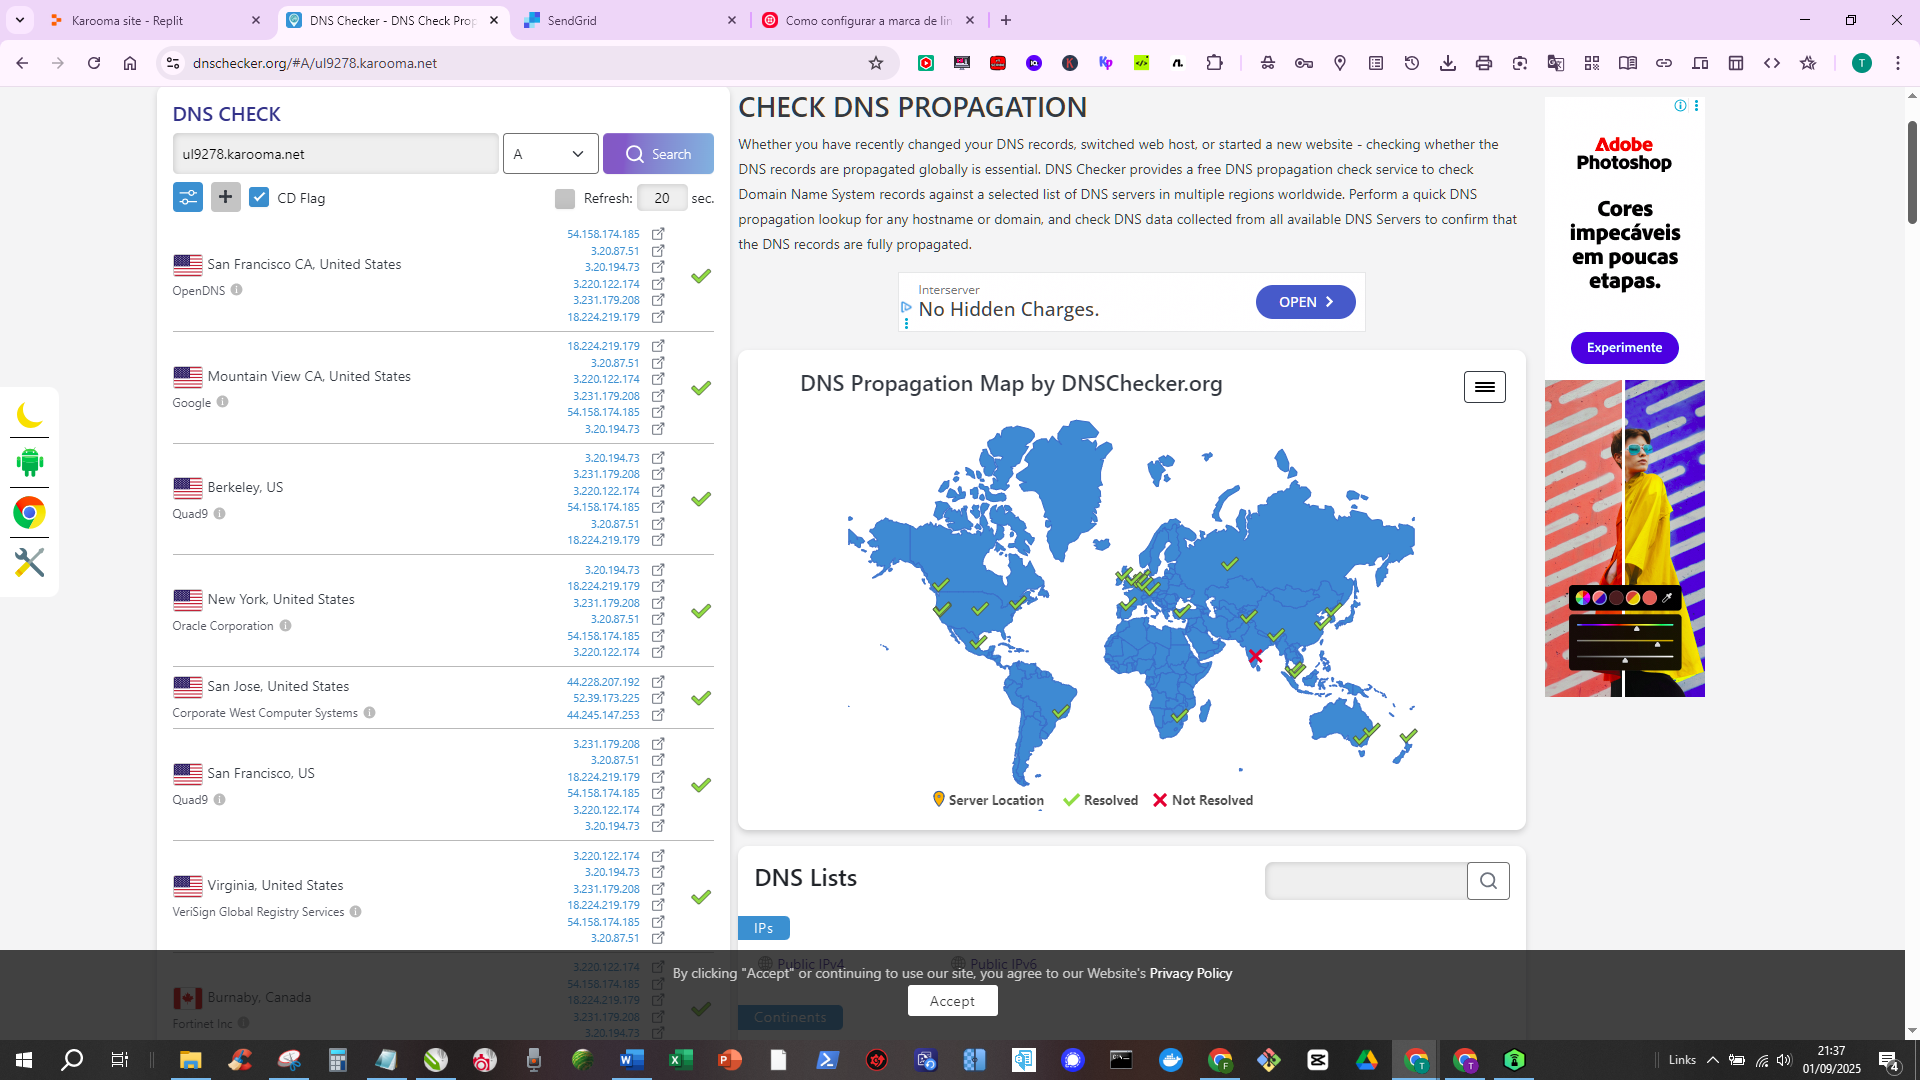 Karooma site - Replit
DNS Checker - DNS Check Prop
SendGrid
Como configurar a marca de lin
dnschecker.org/#A/ul9278.karooma.net
T
DNS CHECK
ul9278.karooma.net
A
Search
CD Flag
Refresh:
20
sec.
San Francisco CA, United States
OpenDNS
54.158.174.185
3.20.87.51
3.20.194.73
3.220.122.174
3.231.179.208
18.224.219.179
Mountain View CA, United States
Google
18.224.219.179
3.20.87.51
3.220.122.174
3.231.179.208
54.158.174.185
3.20.194.73
Berkeley, US
Quad9
3.20.194.73
3.231.179.208
3.220.122.174
54.158.174.185
3.20.87.51
18.224.219.179
New York, United States
Oracle Corporation
3.20.194.73
18.224.219.179
3.231.179.208
3.20.87.51
54.158.174.185
3.220.122.174
San Jose, United States
Corporate West Computer Systems
44.228.207.192
52.39.173.225
44.245.147.253
San Francisco, US
Quad9
3.231.179.208
3.20.87.51
18.224.219.179
54.158.174.185
3.220.122.174
3.20.194.73
Virginia, United States
VeriSign Global Registry Services
3.220.122.174
3.20.194.73
3.231.179.208
18.224.219.179
54.158.174.185
3.20.87.51
Burnaby, Canada
Fortinet Inc
3.220.122.174
54.158.174.185
18.224.219.179
3.231.179.208
3.20.194.73
CHECK DNS PROPAGATION
Whether you have recently changed your DNS records, switched web host, or started a new website - checking whether the
DNS records are propagated globally is essential. DNS Checker provides a free DNS propagation check service to check
Domain Name System records against a selected list of DNS servers in multiple regions worldwide. Perform a quick DNS
propagation lookup for any hostname or domain, and check DNS data collected from all available DNS Servers to confirm that
the DNS records are fully propagated.
Interserver
No Hidden Charges.
OPEN
DNS Propagation Map by DNSChecker.org
Server Location
Resolved
Not Resolved
DNS Lists
IPs
Public IPv4
Public IPv6
Continents
By clicking "Accept" or continuing to use our site, you agree to our Website's Privacy Policy
Accept
Adobe
Photoshop
Cores
impecáveis
em poucas
etapas.
Experimente
Links
21:37
01/09/2025
4